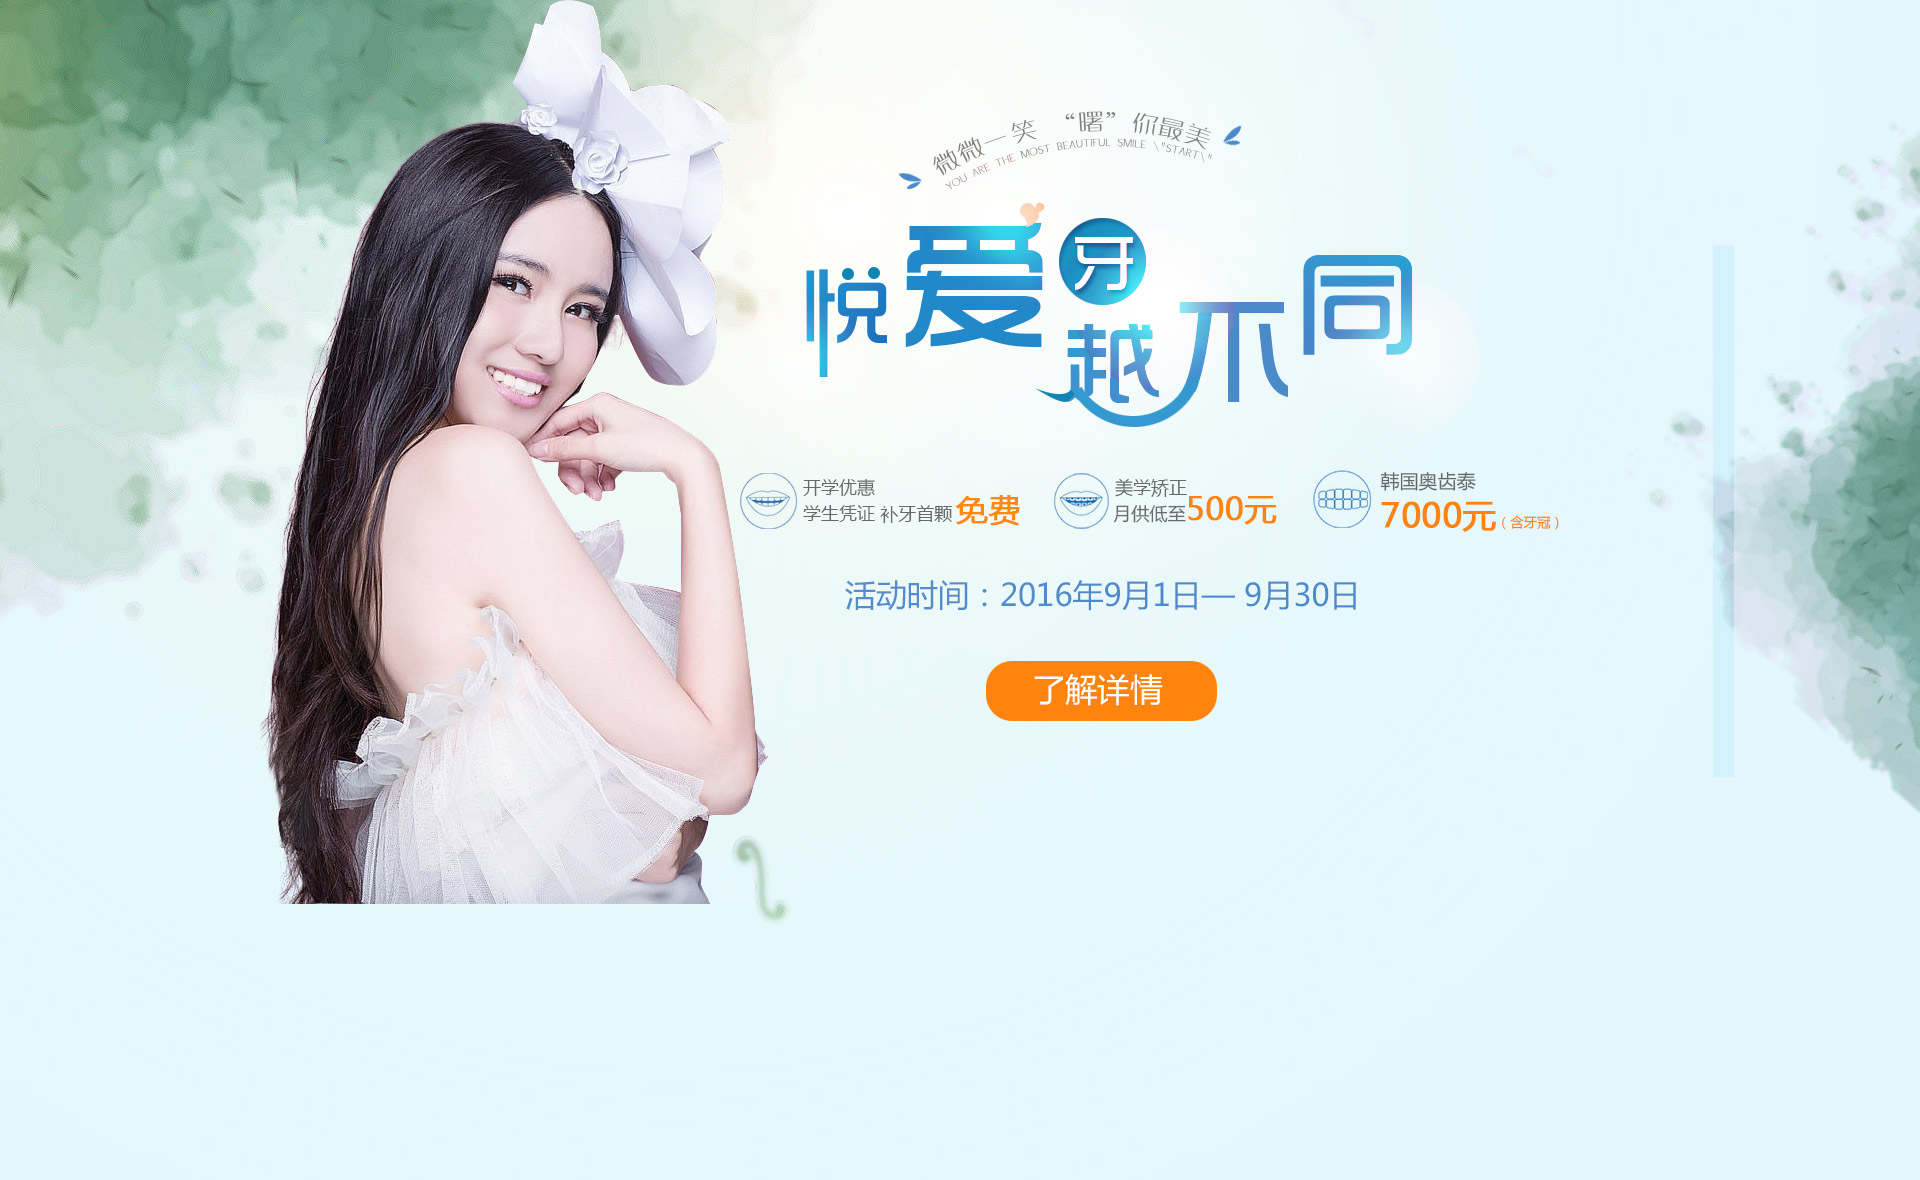 微微一笑 “曙”你最美
YOU ARE THE MOST BEAUTIFUL SMILE \"START\"
悦爱牙越不同
开学优惠
学生凭证 补牙首颗 免费
美学矫正
月供低至500元
韩国奥齿泰
7000元（含牙冠）
活动时间：2016年9月1日— 9月30日
了解详情